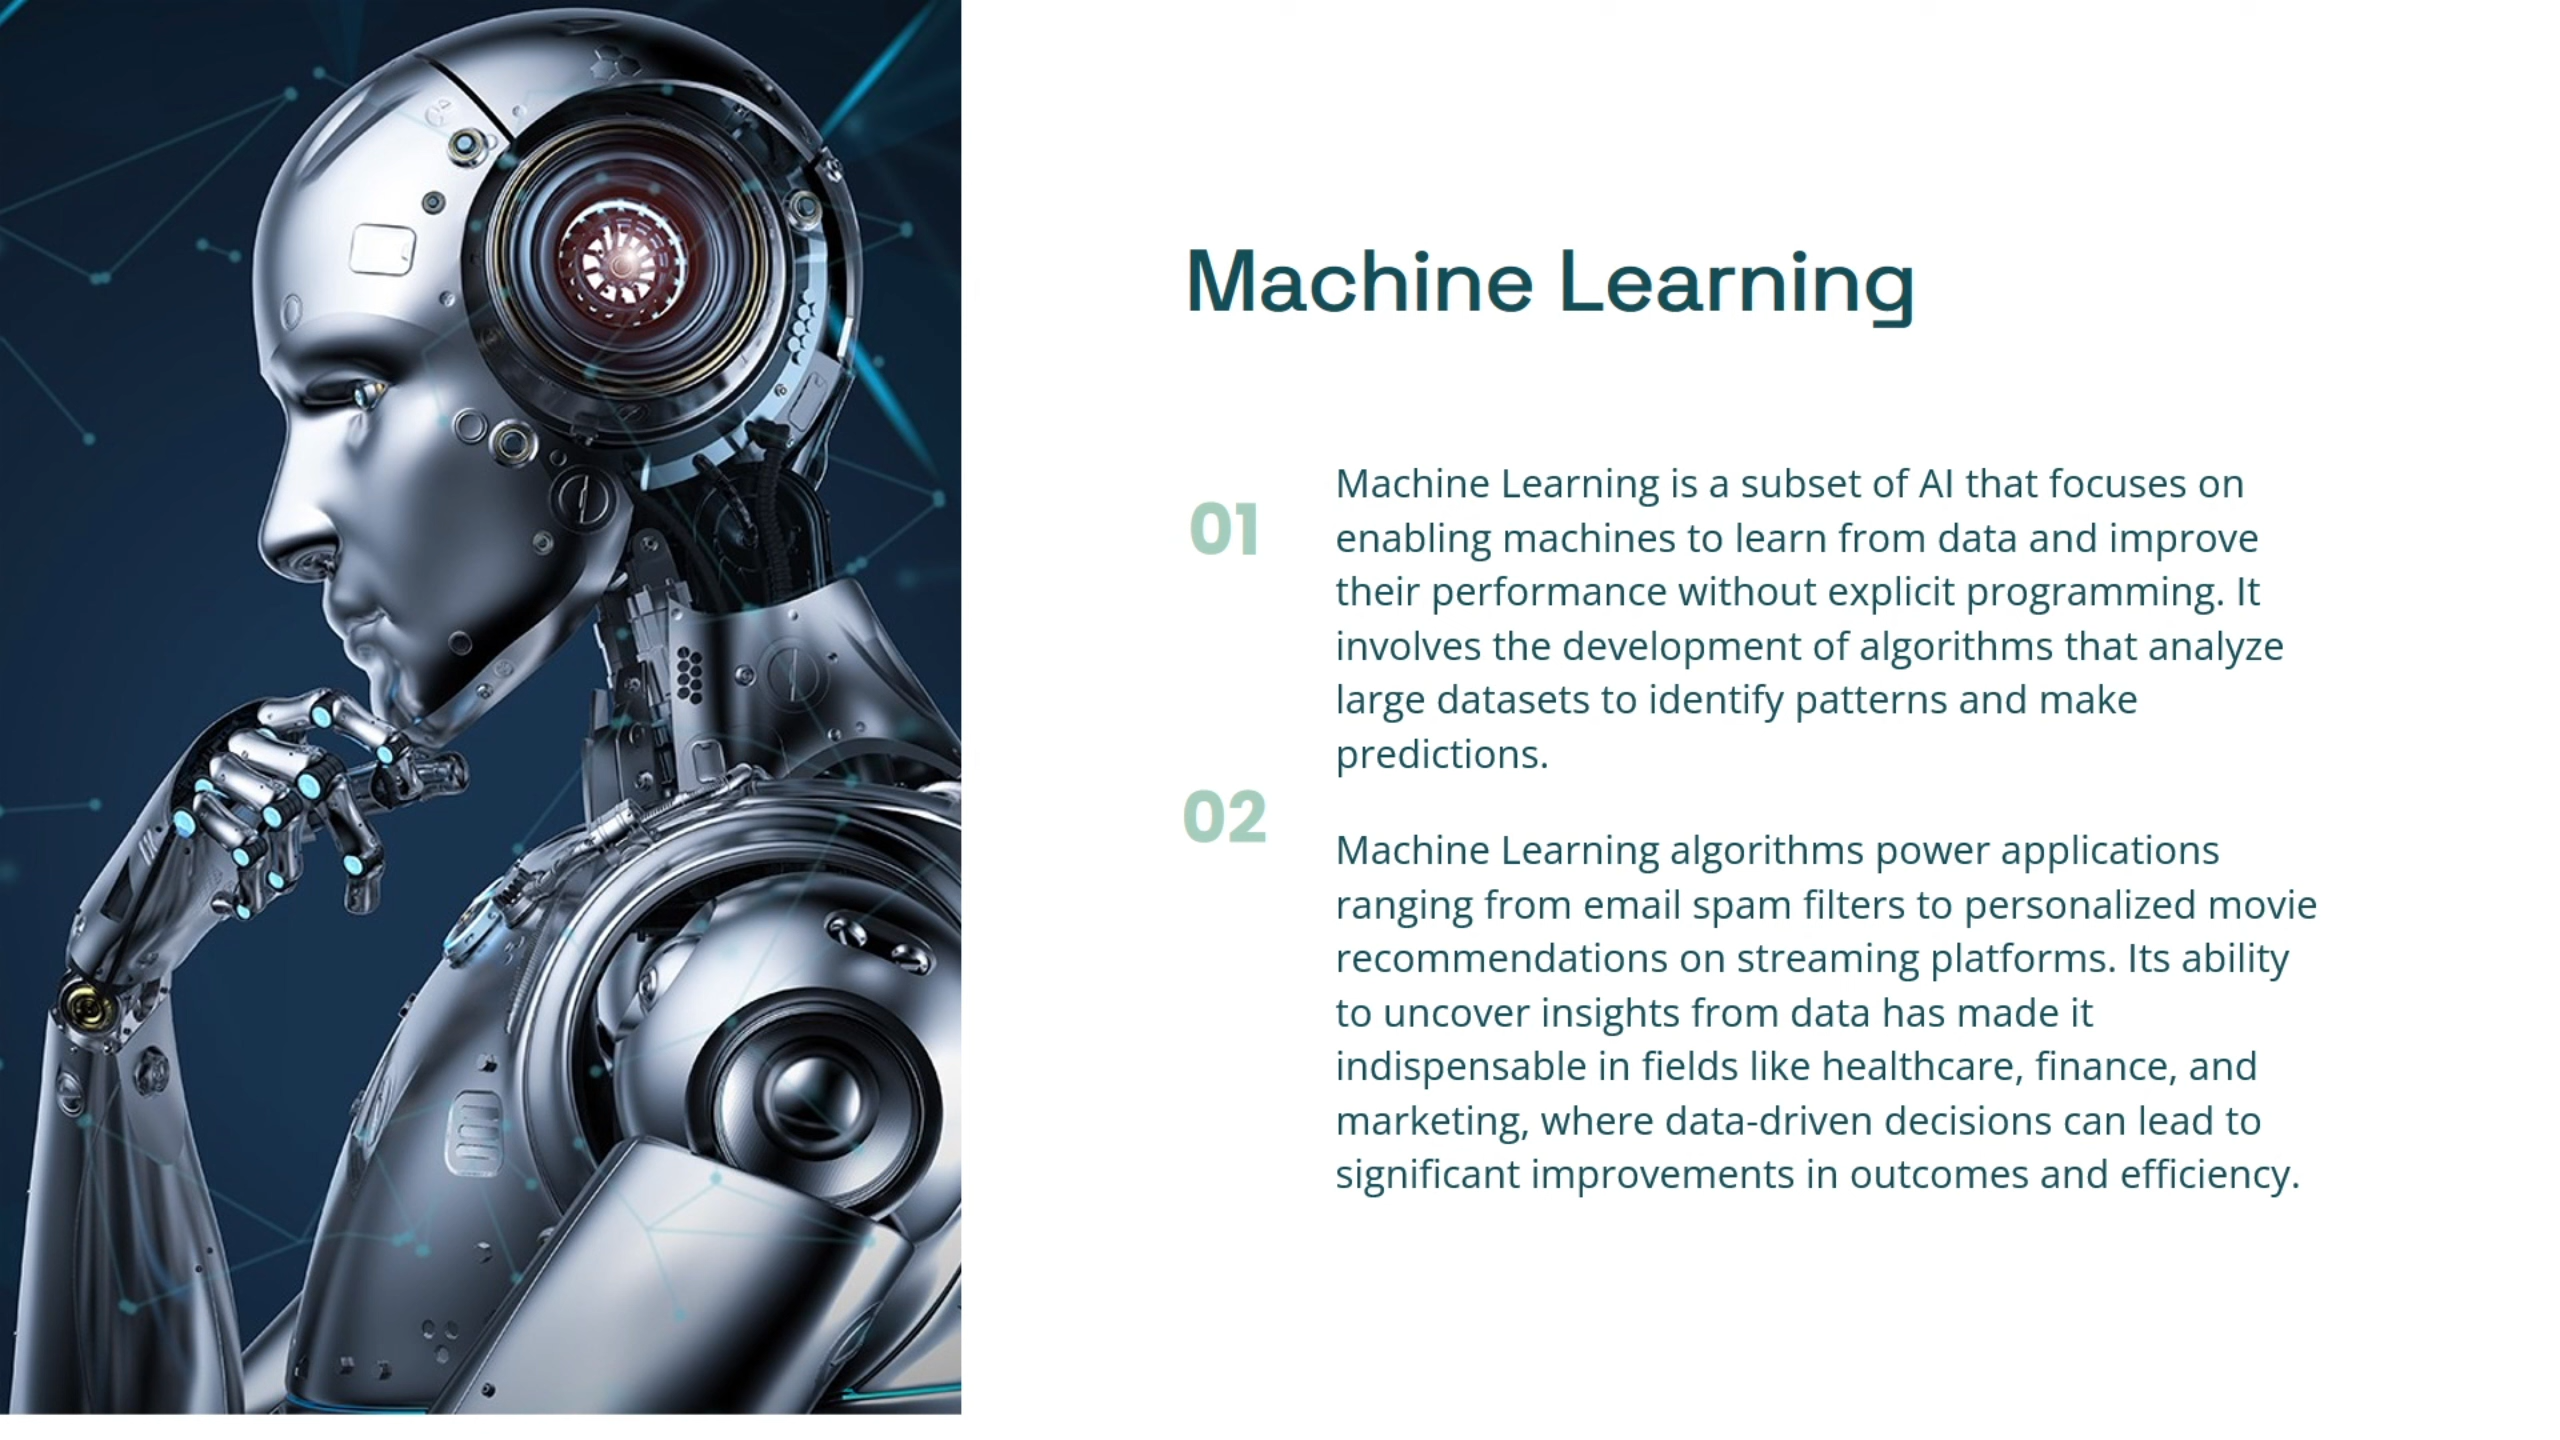 Machine Learning
01
Machine Learning is a subset of AI that focuses on
enabling machines to learn from data and improve
their performance without explicit programming. It
involves the development of algorithms that analyze
large datasets to identify patterns and make
predictions.
02
Machine Learning algorithms power applications
ranging from email spam filters to personalized movie
recommendations on streaming platforms. Its ability
to uncover insights from data has made it
indispensable in fields like healthcare, finance, and
marketing, where data-driven decisions can lead to
significant improvements in outcomes and efficiency.